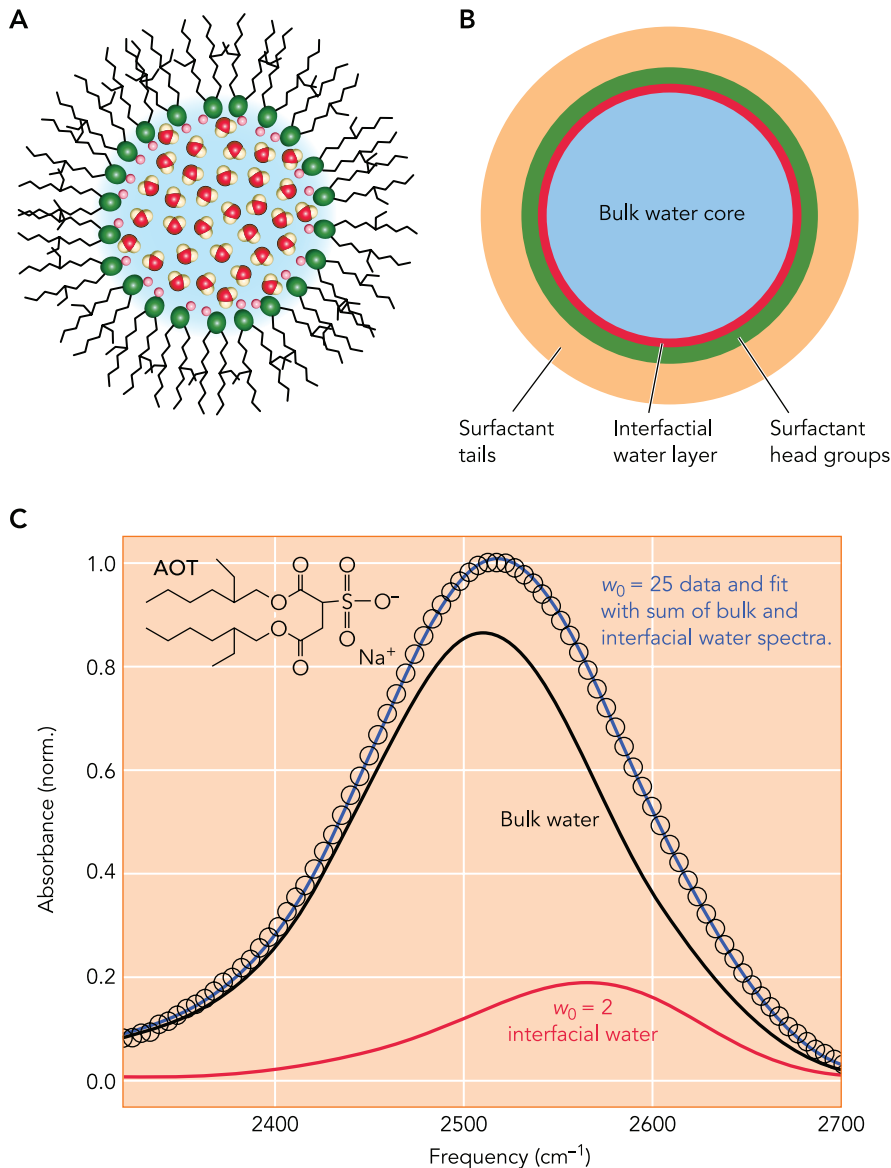 A
B
Bulk water core
Surfactant
tails
Interfactial
water layer
Surfactant
head groups
C
AOT
O
O
O
S
O−
O
O
O
Na+
w0 = 25 data and fit
with sum of bulk and
interfacial water spectra.
Bulk water
w0 = 2
interfacial water
1.0
0.8
0.6
0.4
0.2
0.0
Absorbance (norm.)
2400
2500
2600
2700
Frequency (cm−1)